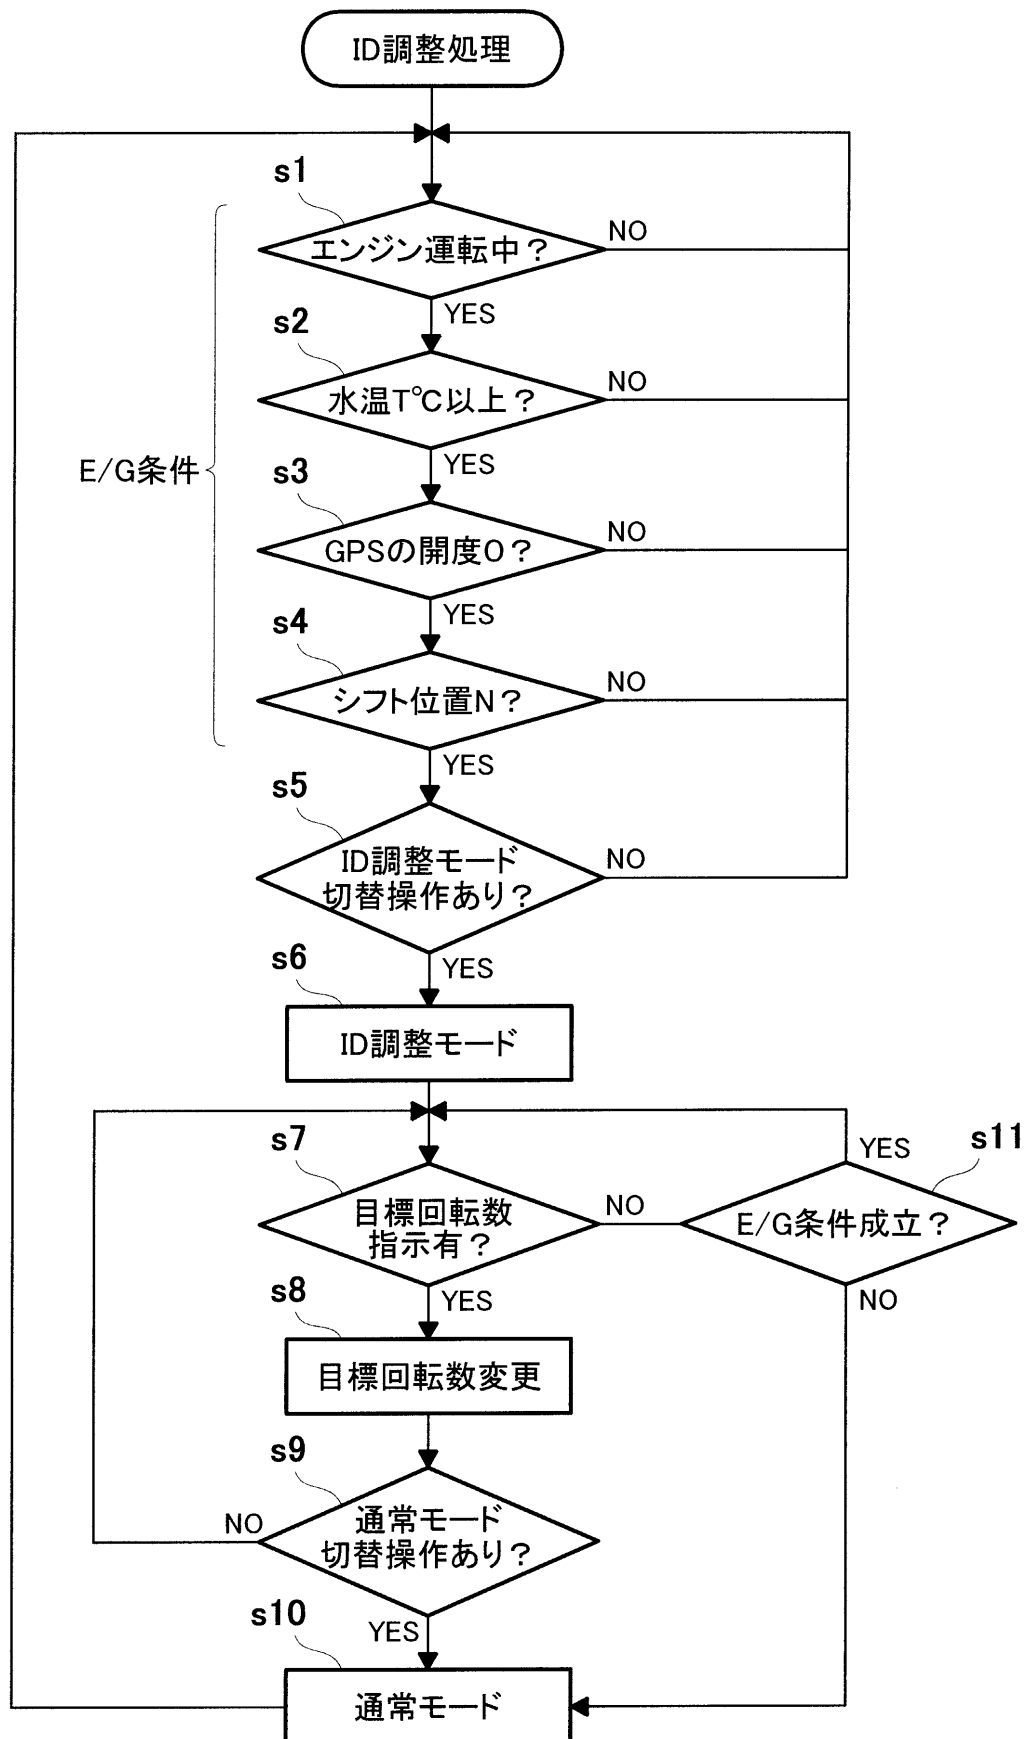 ID調整処理
s1
エンジン運転中？
NO
YES
s2
水温T℃以上？
NO
YES
E/G条件
s3
GPSの開度0？
NO
YES
s4
シフト位置N？
NO
YES
s5
ID調整モード
切替操作あり？
NO
YES
s6
ID調整モード
s7
目標回転数
指示有？
NO
YES
s11
E/G条件成立？
YES
NO
s8
目標回転数変更
s9
通常モード
切替操作あり？
NO
YES
s10
通常モード